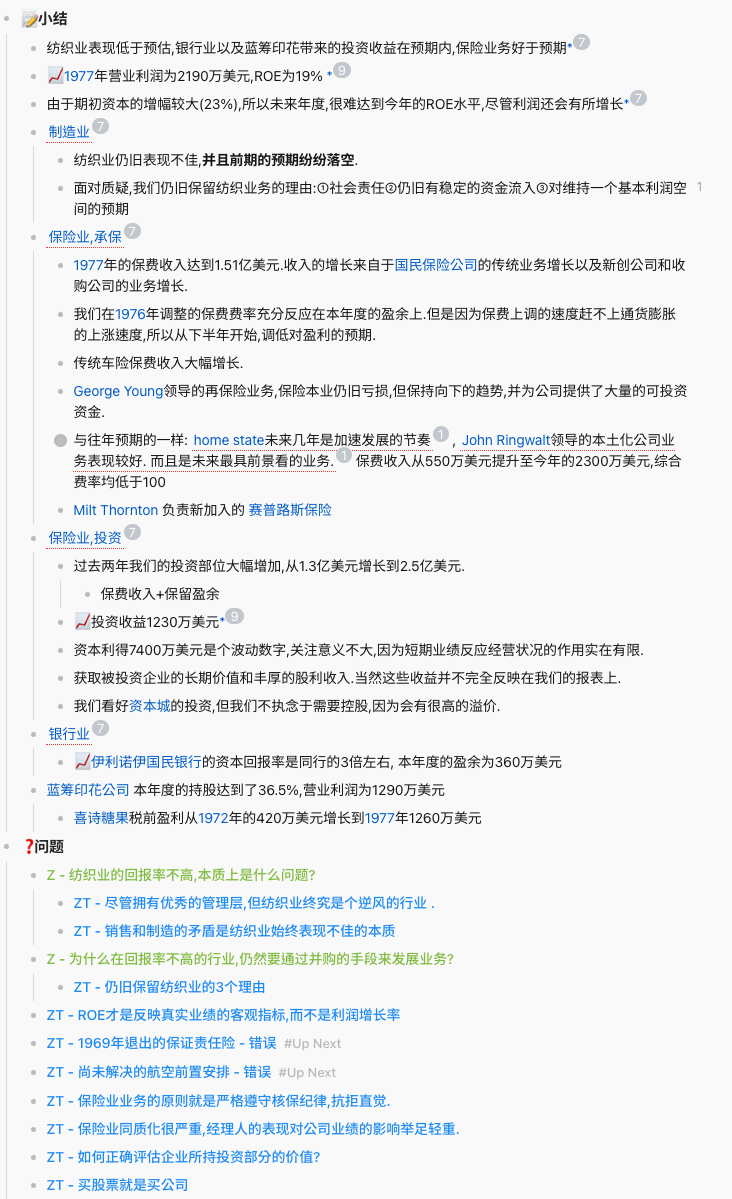 📝小结
纺织业表现低于预估,银行业以及蓝筹印花带来的投资收益在预期内,保险业务好于预期* 7
📈1977年营业利润为2190万美元,ROE为19% * 9
由于期初资本的增幅较大(23%),所以未来年度,很难达到今年的ROE水平,尽管利润还会有所增长* 7
制造业 7
纺织业仍旧表现不佳,并且前期的预期纷纷落空.
面对质疑,我们仍旧保留纺织业务的理由:①社会责任②仍旧有稳定的资金流入③对维持一个基本利润空 1
间的预期
保险业,承保 7
1977年的保费收入达到1.51亿美元.收入的增长来自于国民保险公司的传统业务增长以及新创公司和收
购公司的业务增长.
我们在1976年调整的保费费率充分反应在本年度的盈余上.但是因为保费上调的速度赶不上通货膨胀
的上涨速度,所以从下半年开始,调低对盈利的预期.
传统车险保费收入大幅增长.
George Young领导的再保险业务,保险本业仍旧亏损,但保持向下的趋势,并为公司提供了大量的可投资
资金.
与往年预期的一样: home state未来几年是加速发展的节奏 1 , John Ringwalt领导的本土化公司业
务表现较好. 而且是未来最具前景看的业务. 1 保费收入从550万美元提升至今年的2300万美元,综合
费率均低于100
Milt Thornton 负责新加入的 赛普路斯保险
保险业,投资 7
过去两年我们的投资部位大幅增加,从1.3亿美元增长到2.5亿美元.
保费收入+保留盈余
📈投资收益1230万美元* 9
资本利得7400万美元是个波动数字,关注意义不大,因为短期业绩反应经营状况的作用实在有限.
获取被投资企业的长期价值和丰厚的股利收入.当然这些收益并不完全反映在我们的报表上.
我们看好资本城的投资,但我们不执念于需要控股,因为会有很高的溢价.
银行业 7
📈伊利诺伊国民银行的资本回报率是同行的3倍左右, 本年度的盈余为360万美元
蓝筹印花公司 本年度的持股达到了36.5%,营业利润为1290万美元
喜诗糖果税前盈利从1972年的420万美元增长到1977年1260万美元
❓问题
Z - 纺织业的回报率不高,本质上是什么问题?
ZT - 尽管拥有优秀的管理层,但纺织业终究是个逆风的行业 .
ZT - 销售和制造的矛盾是纺织业始终表现不佳的本质
Z - 为什么在回报率不高的行业,仍然要通过并购的手段来发展业务?
ZT - 仍旧保留纺织业的3个理由
ZT - ROE才是反映真实业绩的客观指标,而不是利润增长率
ZT - 1969年退出的保证责任险 - 错误 #Up Next
ZT - 尚未解决的航空前置安排 - 错误 #Up Next
ZT - 保险业业务的原则就是严格遵守核保纪律,抗拒直觉.
ZT - 保险业同质化很严重,经理人的表现对公司业绩的影响举足轻重.
ZT - 如何正确评估企业所持投资部分的价值?
ZT - 买股票就是买公司